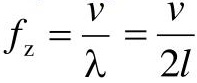 f_z = v/λ = v/2l